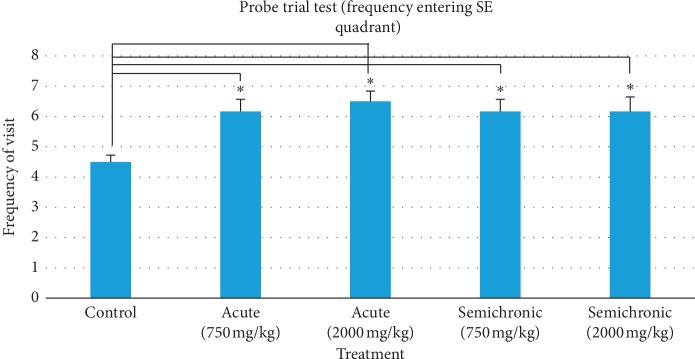 Probe trial test (frequency entering SE
quadrant)
Frequency of visit
8
7
6
5
4
3
2
1
0
*
*
*
*
Control
Acute
(750 mg/kg)
Acute
(2000 mg/kg)
Semichronic
(750 mg/kg)
Semichronic
(2000 mg/kg)
Treatment